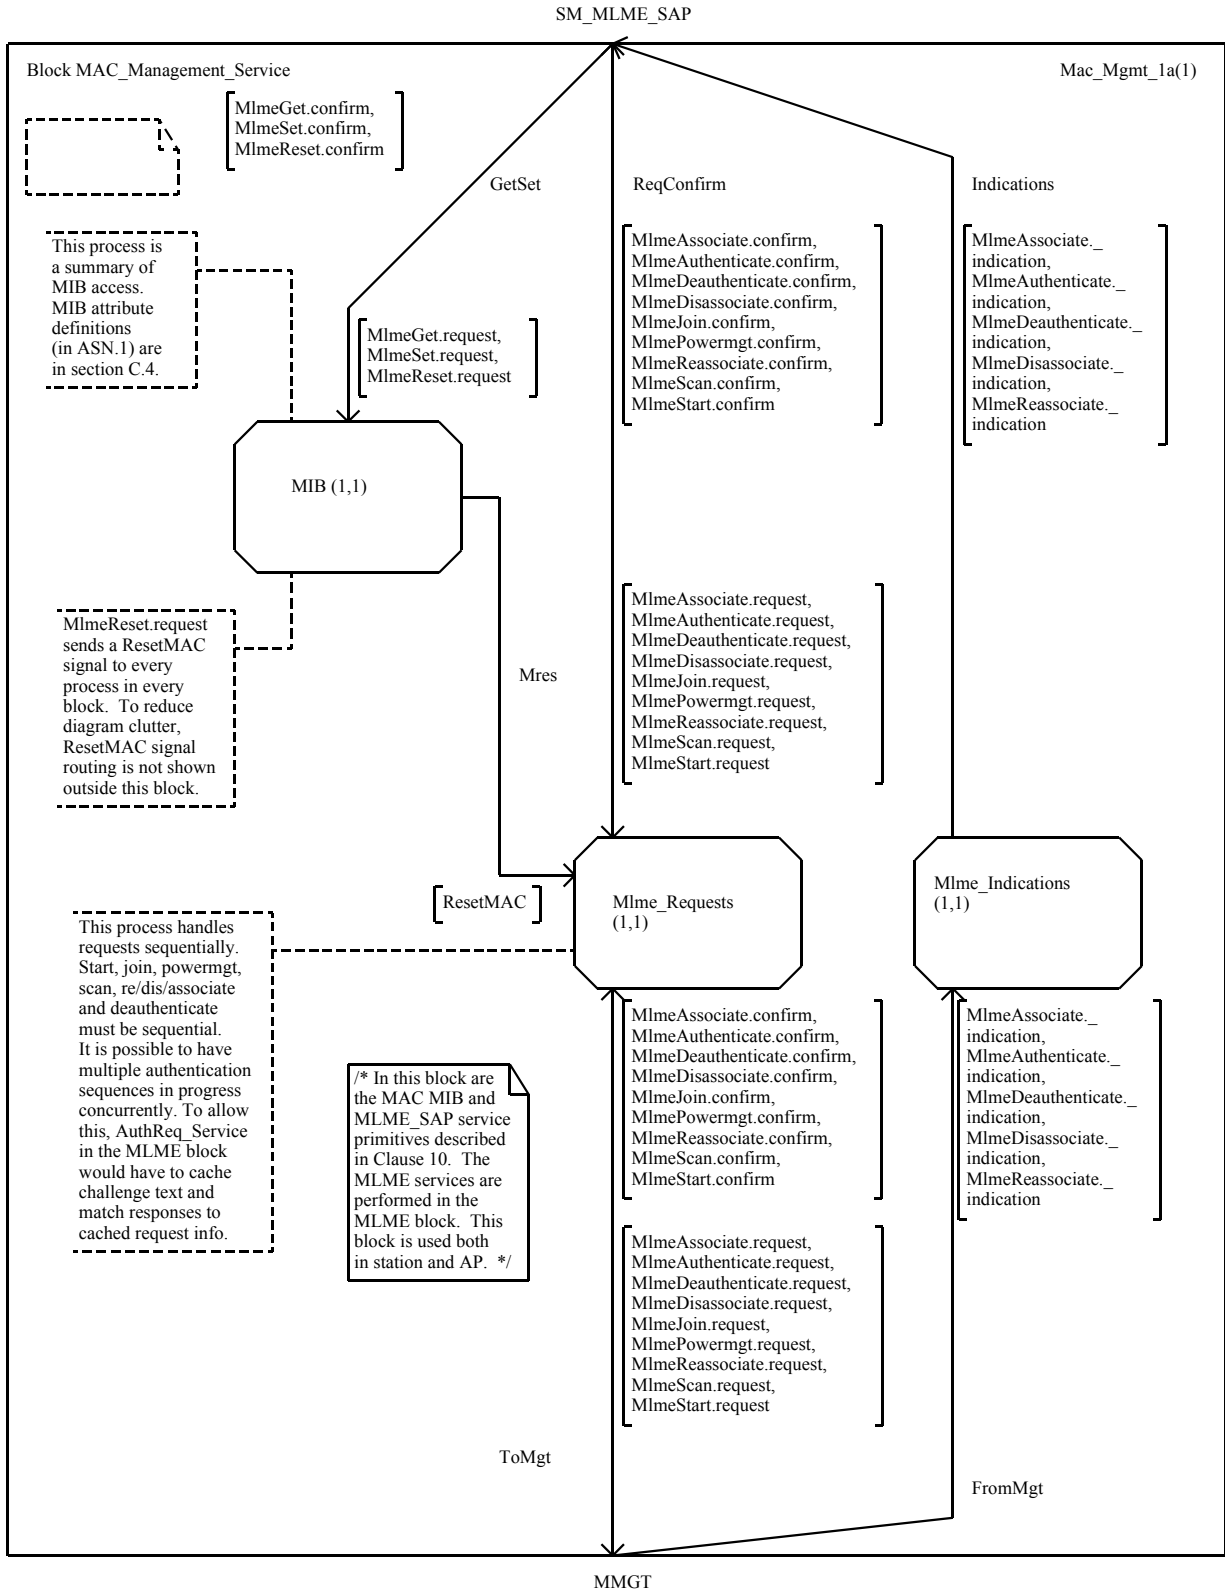 SM_MLME_SAP
Block MAC_Management_Service
Mac_Mgmt_1a(1)
MlmeGet.confirm,
MlmeSet.confirm,
MlmeReset.confirm
GetSet
ReqConfirm
Indications
This process is
a summary of
MIB access.
MIB attribute
definitions
(in ASN.1) are
in section C.4.
MlmeGet.request,
MlmeSet.request,
MlmeReset.request
MlmeAssociate.confirm,
MlmeAuthenticate.confirm,
MlmeDeauthenticate.confirm,
MlmeDisassociate.confirm,
MlmeJoin.confirm,
MlmePowermgt.confirm,
MlmeReassociate.confirm,
MlmeScan.confirm,
MlmeStart.confirm
MlmeAssociate._
indication,
MlmeAuthenticate._
indication,
MlmeDeauthenticate._
indication,
MlmeDisassociate._
indication,
MlmeReassociate._
indication
MIB (1,1)
MlmeReset.request
sends a ResetMAC
signal to every
process in every
block. To reduce
diagram clutter,
ResetMAC signal
routing is not shown
outside this block.
Mres
MlmeAssociate.request,
MlmeAuthenticate.request,
MlmeDeauthenticate.request,
MlmeDisassociate.request,
MlmeJoin.request,
MlmePowermgt.request,
MlmeReassociate.request,
MlmeScan.request,
MlmeStart.request
ResetMAC
Mlme_Requests
(1,1)
Mlme_Indications
(1,1)
This process handles
requests sequentially.
Start, join, powermgt,
scan, re/dis/associate
and deauthenticate
must be sequential.
It is possible to have
multiple authentication
sequences in progress
concurrently. To allow
this, AuthReq_Service
in the MLME block
would have to cache
challenge text and
match responses to
cached request info.
/* In this block are
the MAC MIB and
MLME_SAP service
primitives described
in Clause 10. The
MLME services are
performed in the
MLME block. This
block is used both
in station and AP. */
MlmeAssociate.confirm,
MlmeAuthenticate.confirm,
MlmeDeauthenticate.confirm,
MlmeDisassociate.confirm,
MlmeJoin.confirm,
MlmePowermgt.confirm,
MlmeReassociate.confirm,
MlmeScan.confirm,
MlmeStart.confirm
MlmeAssociate._
indication,
MlmeAuthenticate._
indication,
MlmeDeauthenticate._
indication,
MlmeDisassociate._
indication,
MlmeReassociate._
indication
MlmeAssociate.request,
MlmeAuthenticate.request,
MlmeDeauthenticate.request,
MlmeDisassociate.request,
MlmeJoin.request,
MlmePowermgt.request,
MlmeReassociate.request,
MlmeScan.request,
MlmeStart.request
ToMgt
FromMgt
MMGT